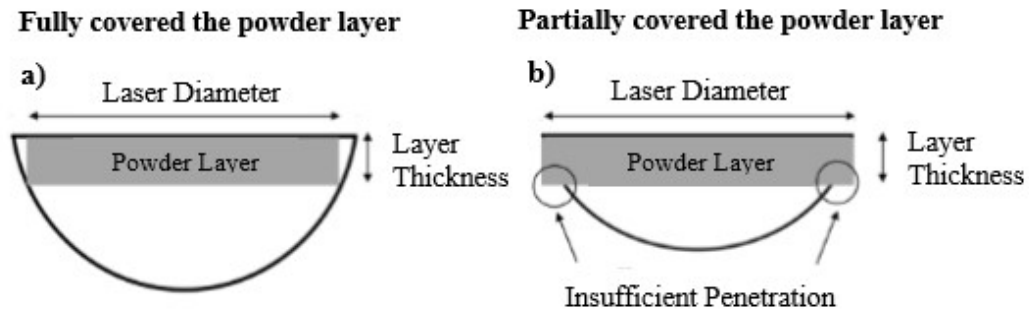 Fully covered the powder layer
Partially covered the powder layer
a)
Laser Diameter
Powder Layer
Layer
Thickness
b)
Laser Diameter
Powder Layer
Layer
Thickness
Insufficient Penetration